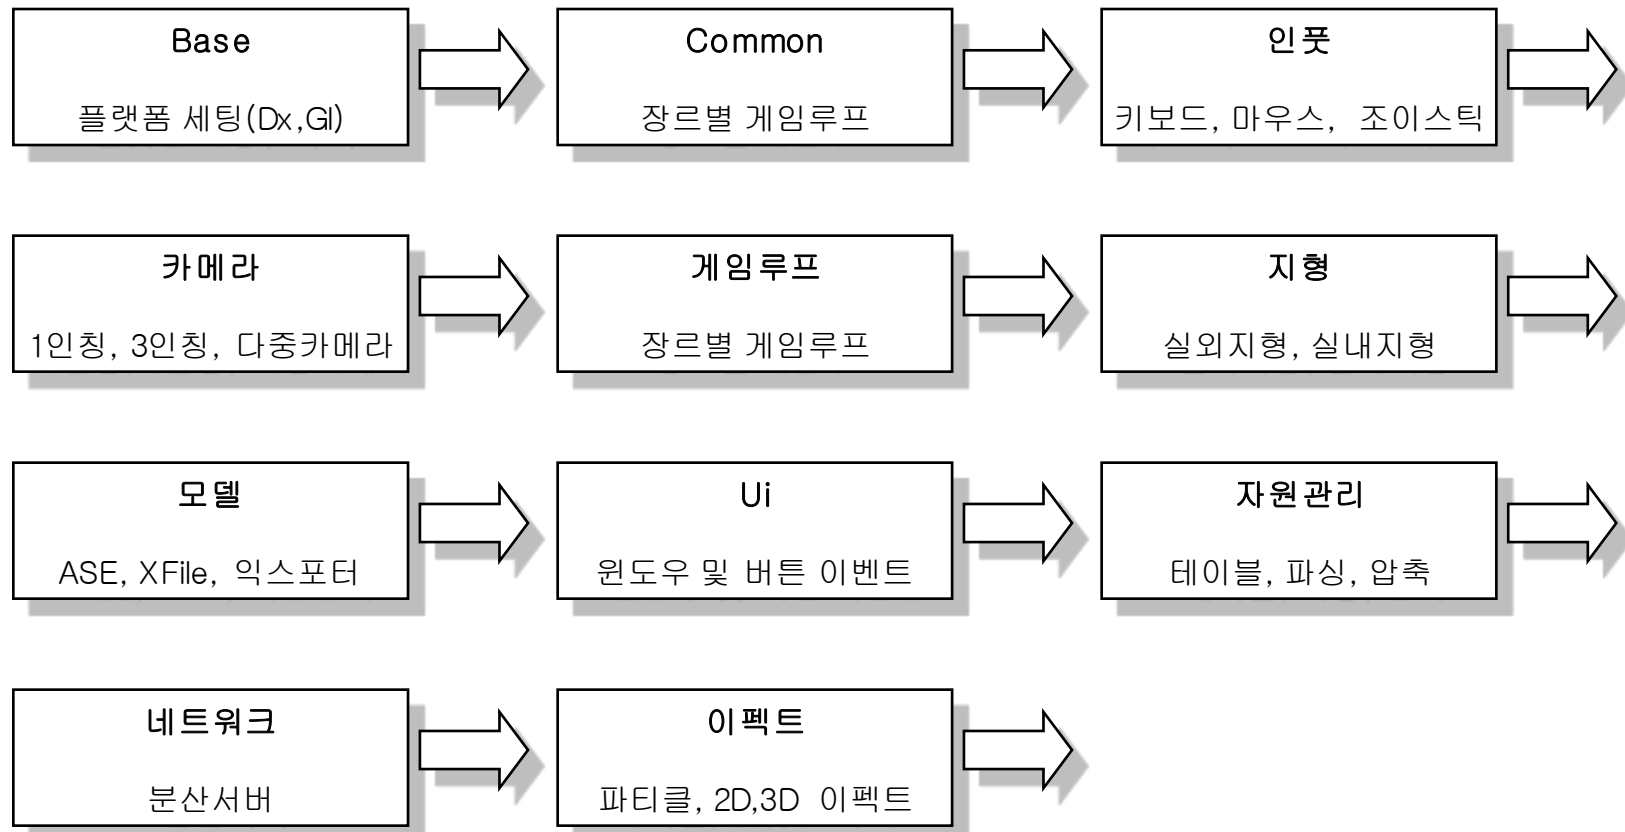 Base
플랫폼 세팅(Dx,Gl)
Common
장르별 게임루프
인풋
키보드, 마우스, 조이스틱
카메라
1인칭, 3인칭, 다중카메라
게임루프
장르별 게임루프
지형
실외지형, 실내지형
모델
ASE, XFile, 익스포터
Ui
윈도우 및 버튼 이벤트
자원관리
테이블, 파싱, 압축
네트워크
분산서버
이펙트
파티클, 2D,3D 이펙트